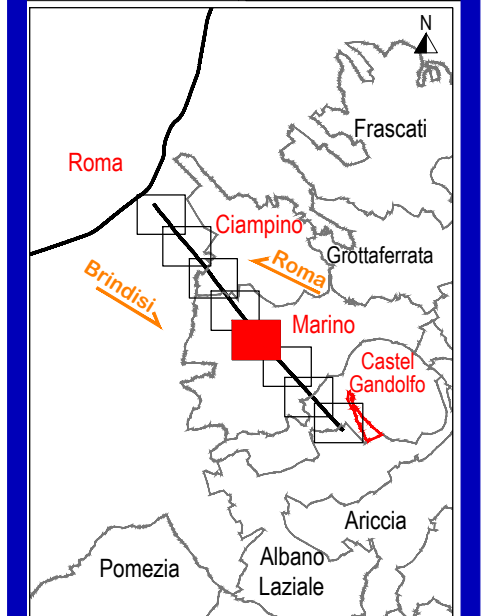 N
Frascati
Roma
Ciampino
Grottaferrata
Roma
Brindisi
Marino
Castel
Gandolfo
Ariccia
Albano
Laziale
Pomezia